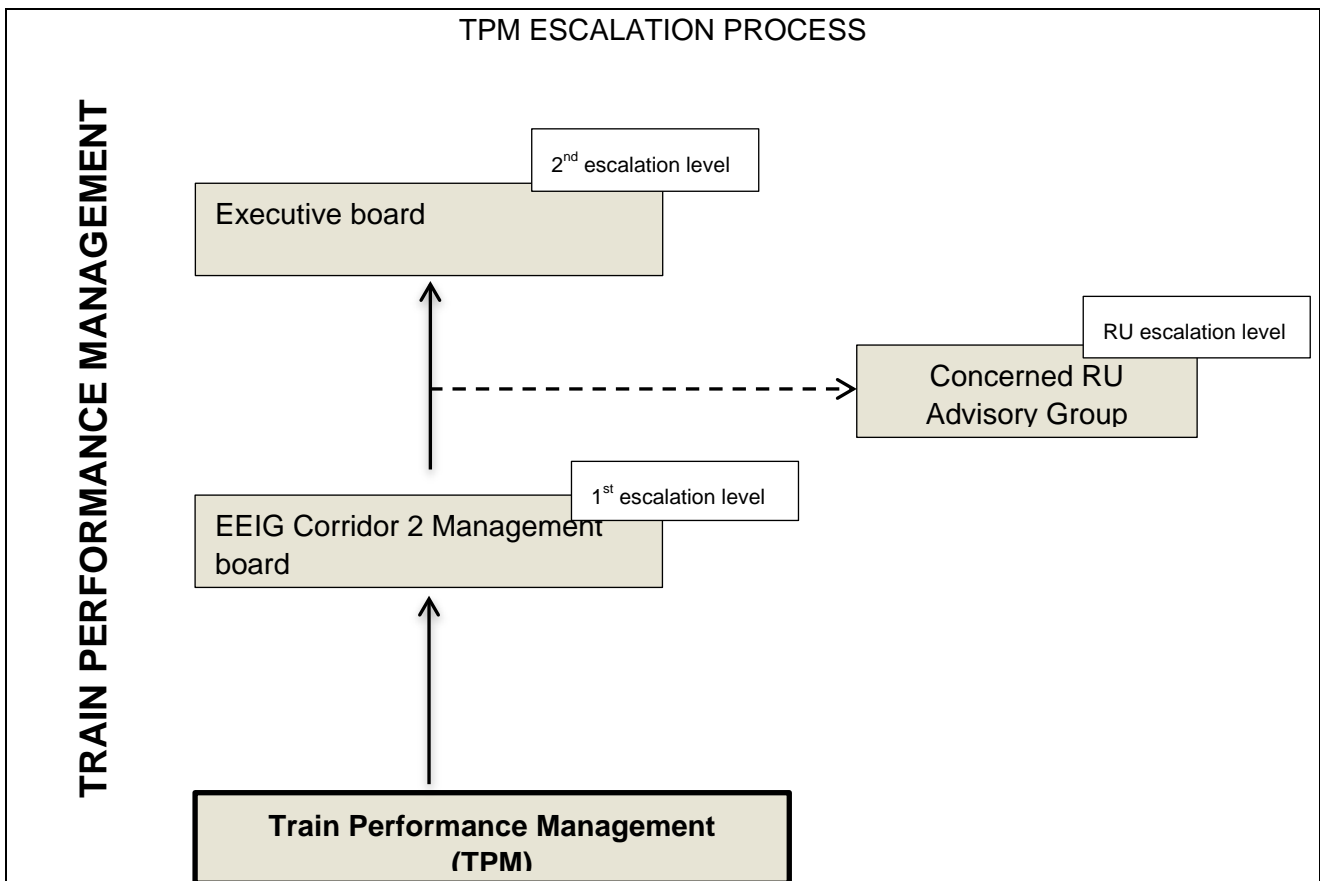 TPM ESCALATION PROCESS
TRAIN PERFORMANCE MANAGEMENT
2nd escalation level
Executive board
RU escalation level
Concerned RU
Advisory Group
1st escalation level
EEIG Corridor 2 Management
board
Train Performance Management
(TPM)